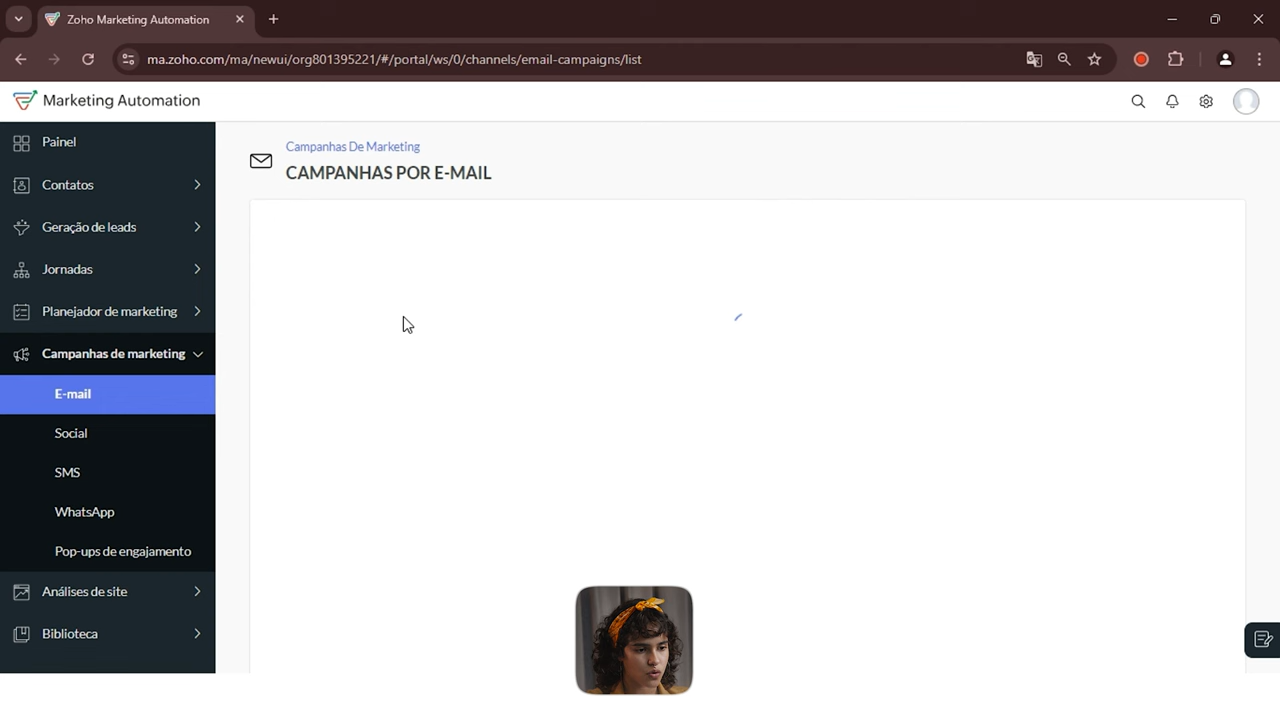 Zoho Marketing Automation
ma.zoho.com/ma/newui/org801395221/#/portal/ws/0/channels/email-campaigns/list
Marketing Automation
Painel
Contatos
Geração de leads
Jornadas
Planejador de marketing
Campanhas de marketing
E-mail
Social
SMS
WhatsApp
Pop-ups de engajamento
Análises de site
Biblioteca
Campanhas De Marketing
CAMPANHAS POR E-MAIL